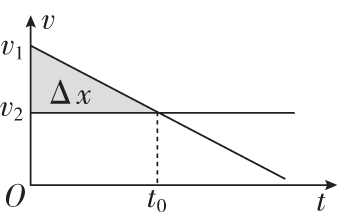 v
v₁
Δx
v₂
O
t₀
t